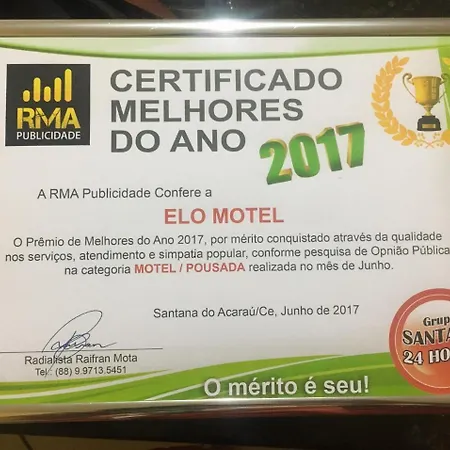 RMA
PUBLICIDADE
CERTIFICADO
MELHORES
DO ANO
2017
A RMA Publicidade Confere a
ELO MOTEL
O Prêmio de Melhores do Ano 2017, por mérito conquistado através da qualidade
nos serviços, atendimento e simpatia popular, conforme pesquisa de Opnião Pública
na categoria MOTEL / POUSADA realizada no mês de Junho.
Santana do Acaraú/Ce, Junho de 2017
Radialista Raifran Mota
Tel.: (88) 9.9713.5451
24
O mérito é seu!